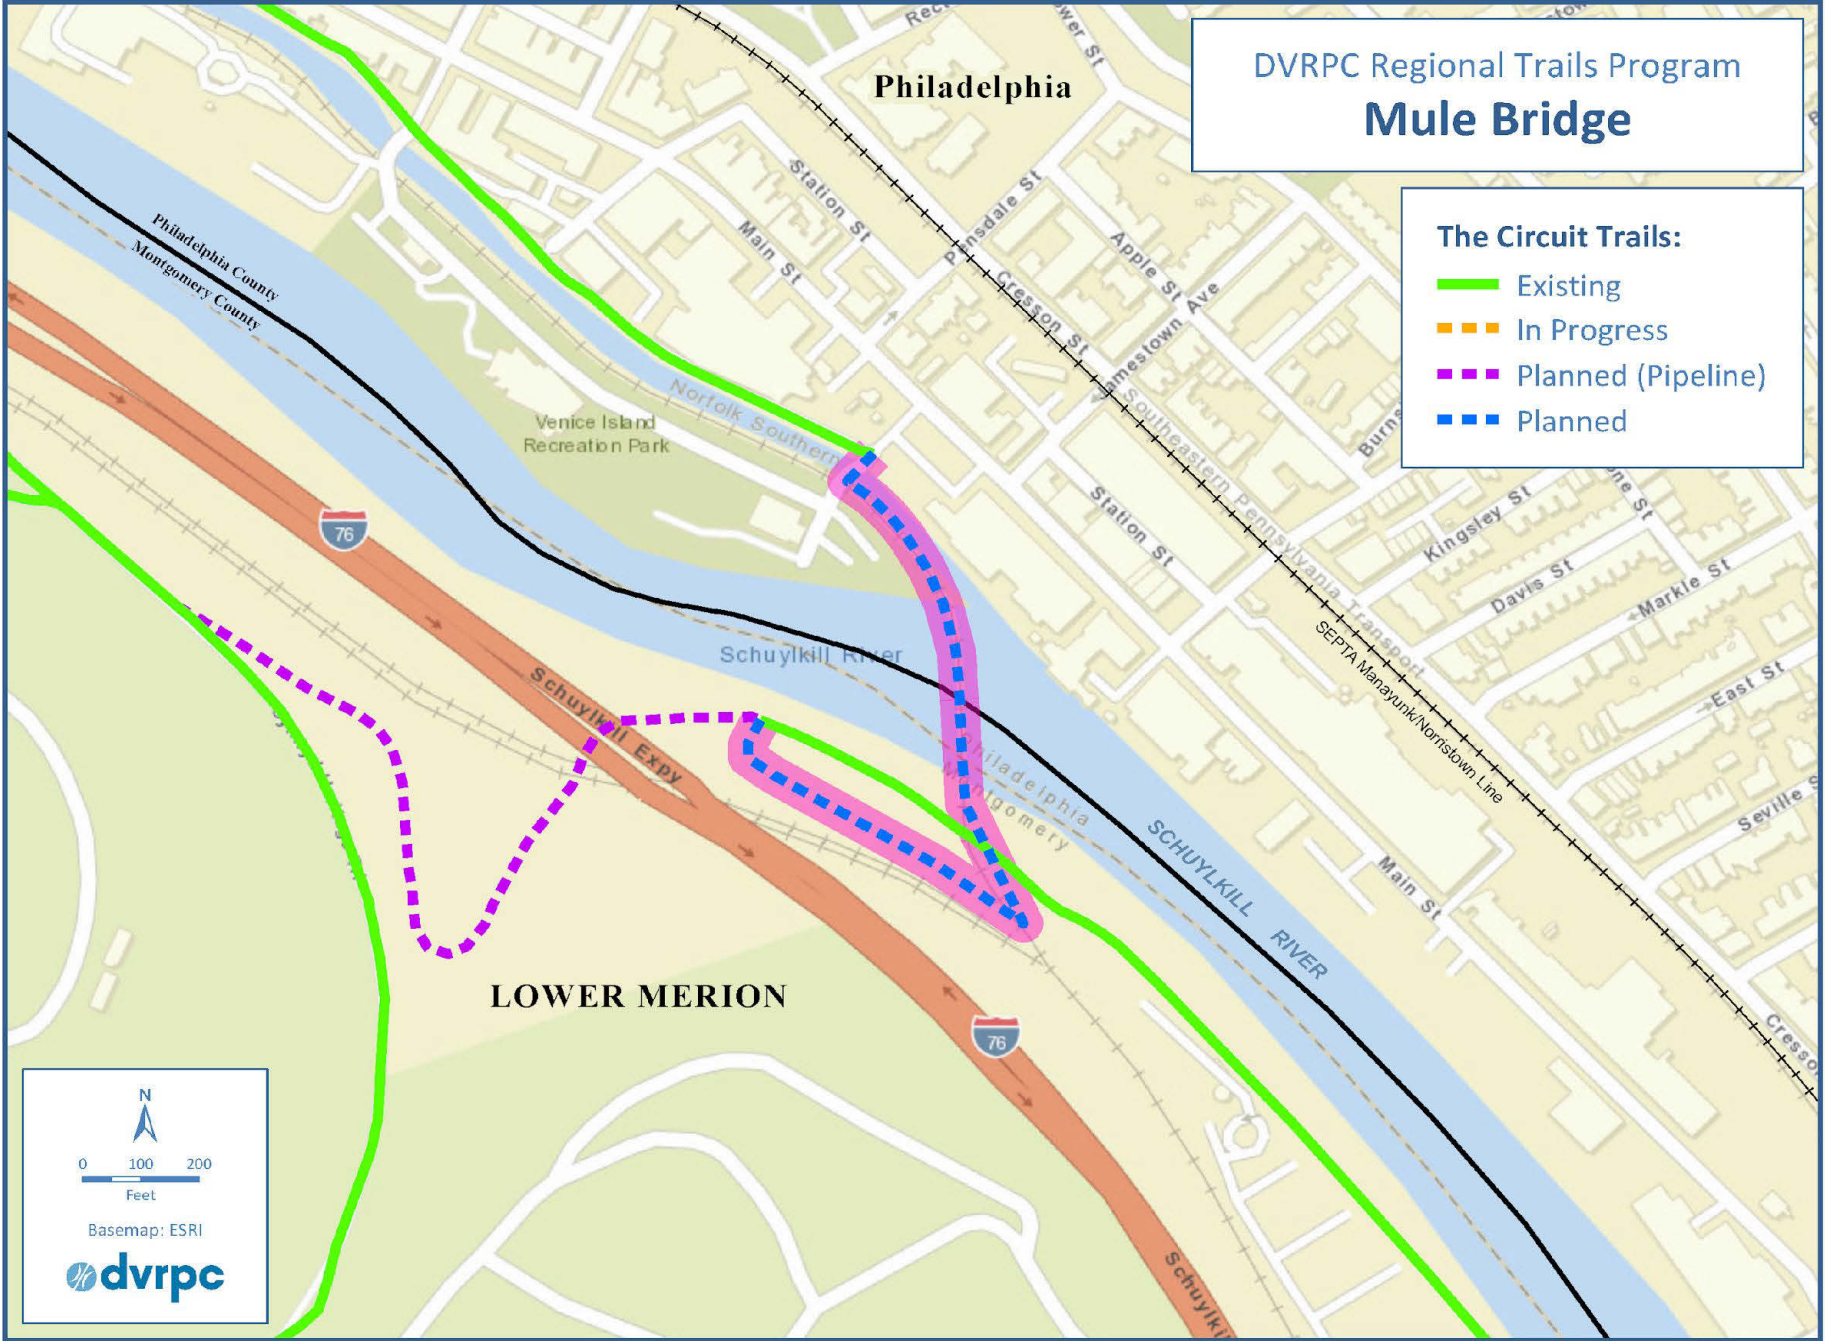 DVRPC Regional Trails Program
Mule Bridge
The Circuit Trails:
Existing
In Progress
Planned (Pipeline)
Planned
Philadelphia
Station St
Main St
Pensdale St
Apple St
Jamestown Ave
Cresson St
Philadelphia County
Montgomery County
Norfolk Southern
Venice Island
Recreation Park
Southeastern Pennsylvania Transport
Station St
Kingsley St
Davis St
Markle St
East St
Seville S
SEPTA Manayunk/Norristown Line
76
Schuylkill River
Schuylkill Expy
Philadelphia
Montgomery
SCHUYLKILL
RIVER
Main St
LOWER MERION
76
Cresso
Schuylki
N
0 100 200
Feet
Basemap: ESRI
dvrpc